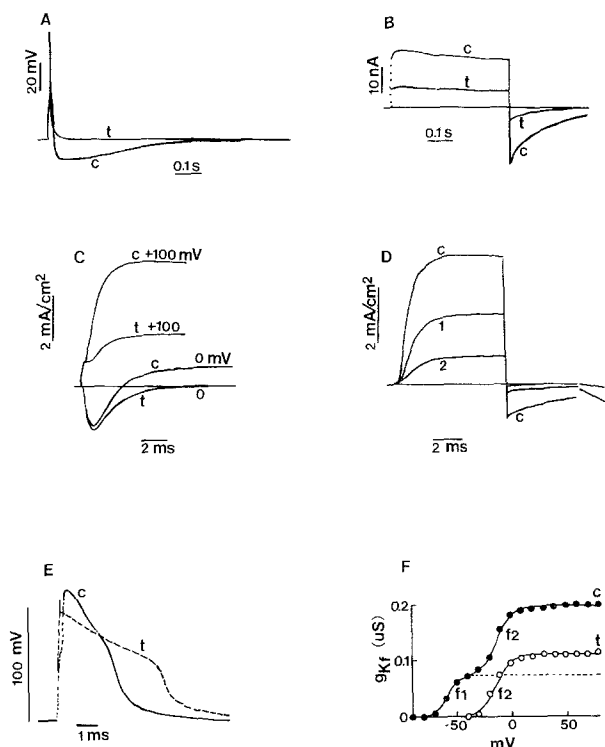 A
20 mV
t
c
0.1 s
B
10 nA
c
t
0.1 s
t
c
C
2 mA/cm²
c +100 mV
t +100
c 0 mV
t 0
2 ms
D
2 mA/cm²
c
1
2
c
2 ms
E
100 mV
c
t
1 ms
F
gKf (uS)
0.2
0.1
0
c
t
f2
f1 f2
-50 0 50
mV